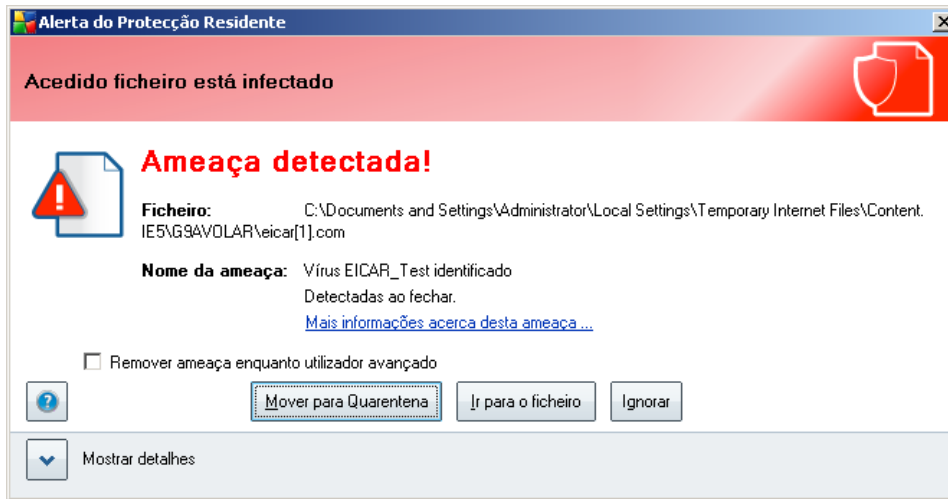 Alerta do Protecção Residente
Acedido ficheiro está infectado
Ameaça detectada!
Ficheiro: C:\Documents and Settings\Administrator\Local Settings\Temporary Internet Files\Content.
IE5\G9AVOLAR\eicar[1].com
Nome da ameaça: Vírus EICAR_Test identificado
Detectadas ao fechar.
Mais informações acerca desta ameaça ...
Remover ameaça enquanto utilizador avançado
Mover para Quarentena Ir para o ficheiro Ignorar
Mostrar detalhes